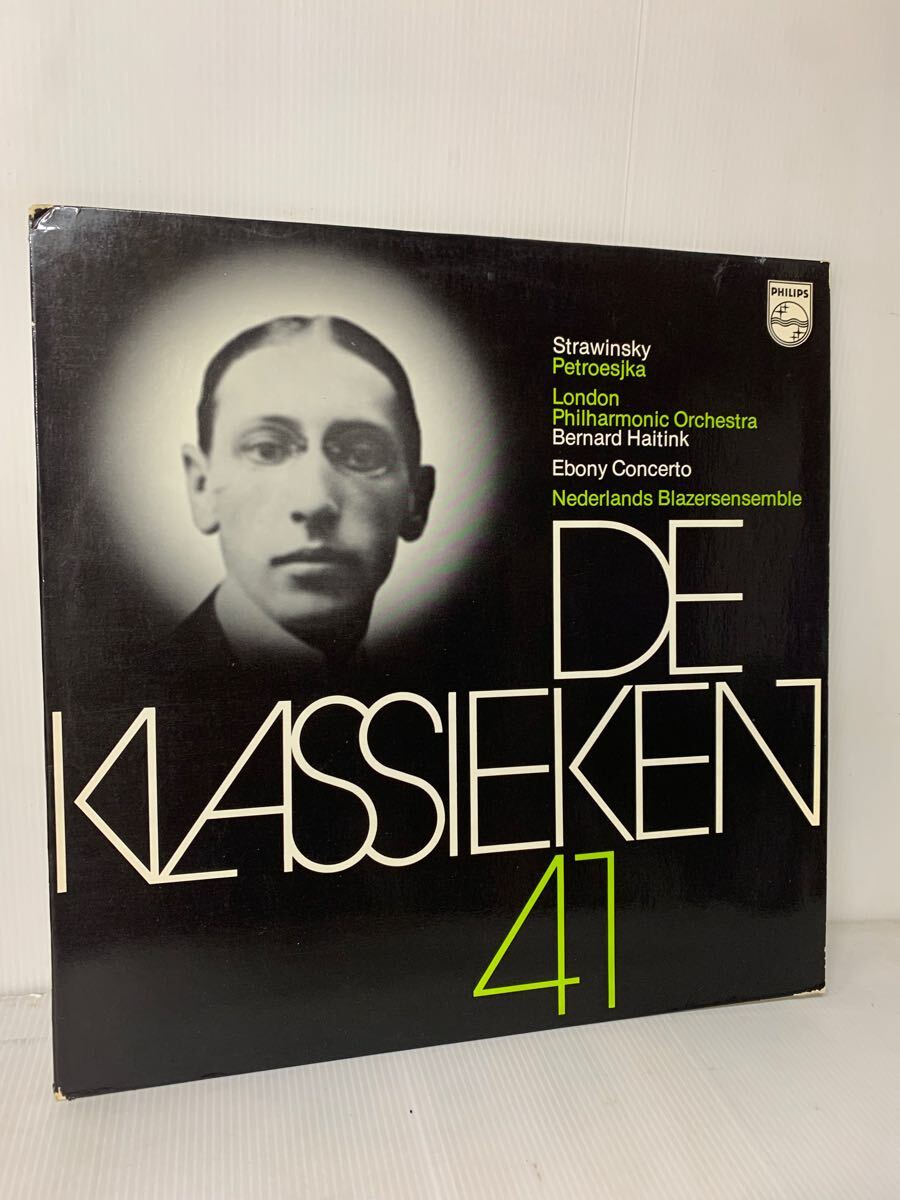 PHILIPS
Strawinsky
Petroesjka
London
Philharmonic Orchestra
Bernard Haitink
Ebony Concerto
Nederlands Blazersensemble
DE
KLASSIEKEN
41